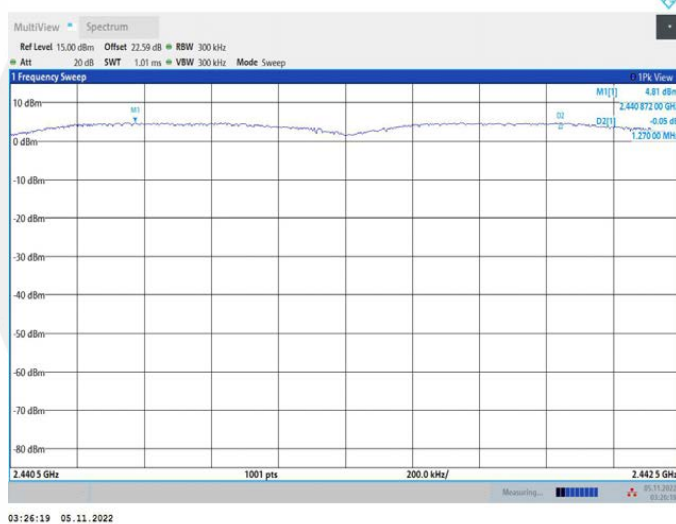 MultiView Spectrum
Ref Level 15.00 dBm Offset 22.59 dB RBW 300 kHz
Att 20 dB SWT 1.01 ms VBW 300 kHz Mode Sweep
1 Frequency Sweep 1Pk View
M1[1] 4.81 dBm
2.440 872 00 GHz
D2[1] -0.05 dB
1.270 00 MHz
M1
D2
10 dBm
0 dBm
-10 dBm
-20 dBm
-30 dBm
-40 dBm
-50 dBm
-60 dBm
-70 dBm
-80 dBm
2.440 5 GHz 1001 pts 200.0 kHz/ 2.442 5 GHz
Measuring... 05.11.2022
03:26:19
03:26:19 05.11.2022